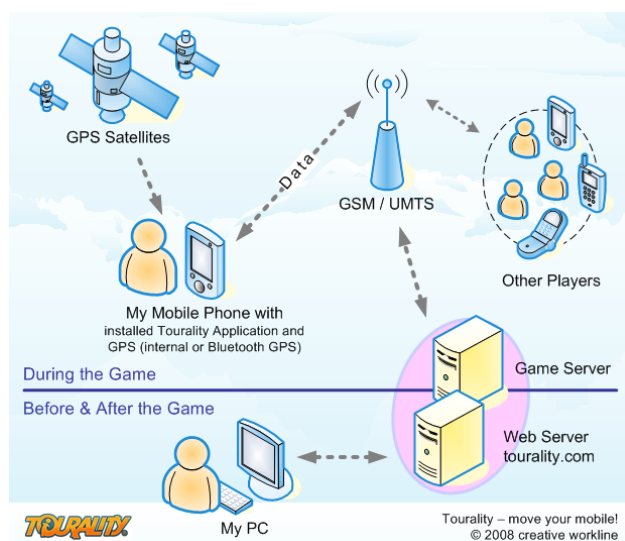 GPS Satellites
Data
GSM / UMTS
Other Players
My Mobile Phone with
installed Tourality Application and
GPS (internal or Bluetooth GPS)
During the Game
Game Server
Before & After the Game
Web Server
tourality.com
My PC
TOURALITY.
Tourality – move your mobile!
© 2008 creative workline